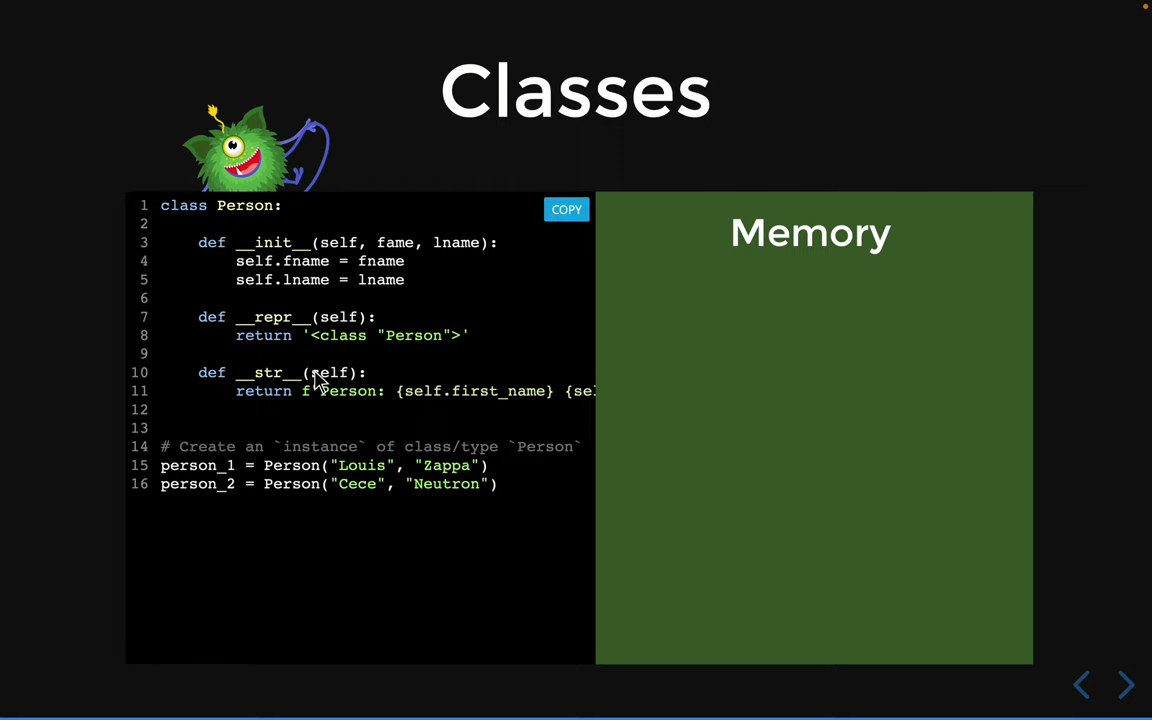 Classes
1 class Person:
2
3     def __init__(self, fame, lname):
4         self.fname = fname
5         self.lname = lname
6
7     def __repr__(self):
8         return '<class "Person">'
9
10     def __str__(self):
11         return f"Person: {self.first_name} {sel
12
13
14 # Create an `instance` of class/type `Person`
15 person_1 = Person("Louis", "Zappa")
16 person_2 = Person("Cece", "Neutron")
COPY
Memory